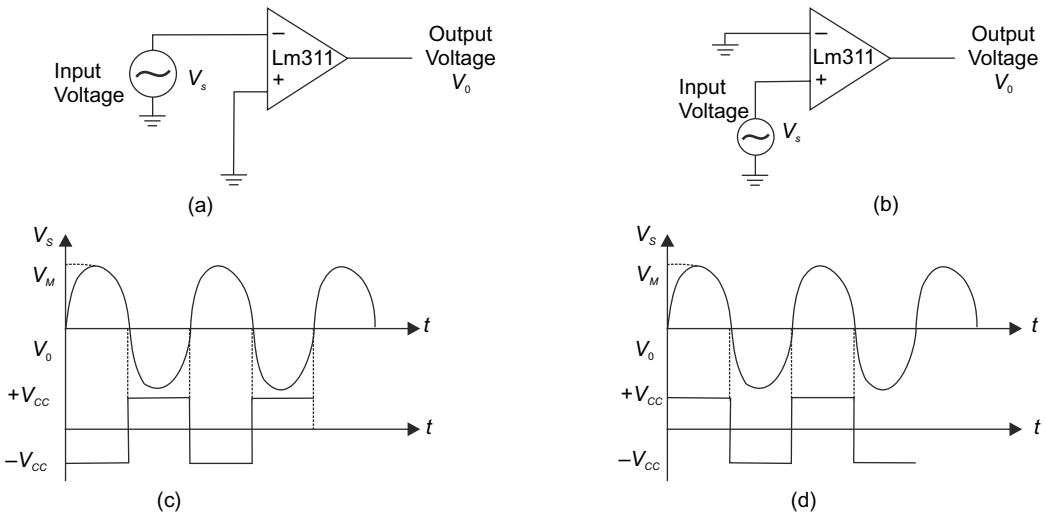 Input
Voltage
V_s
−
Lm311
+
Output
Voltage
V_0
(a)
−
Lm311
+
Input
Voltage
V_s
Output
Voltage
V_0
(b)
V_S
V_M
t
V_0
+V_CC
t
−V_CC
(c)
V_S
V_M
t
V_0
+V_CC
t
−V_CC
(d)